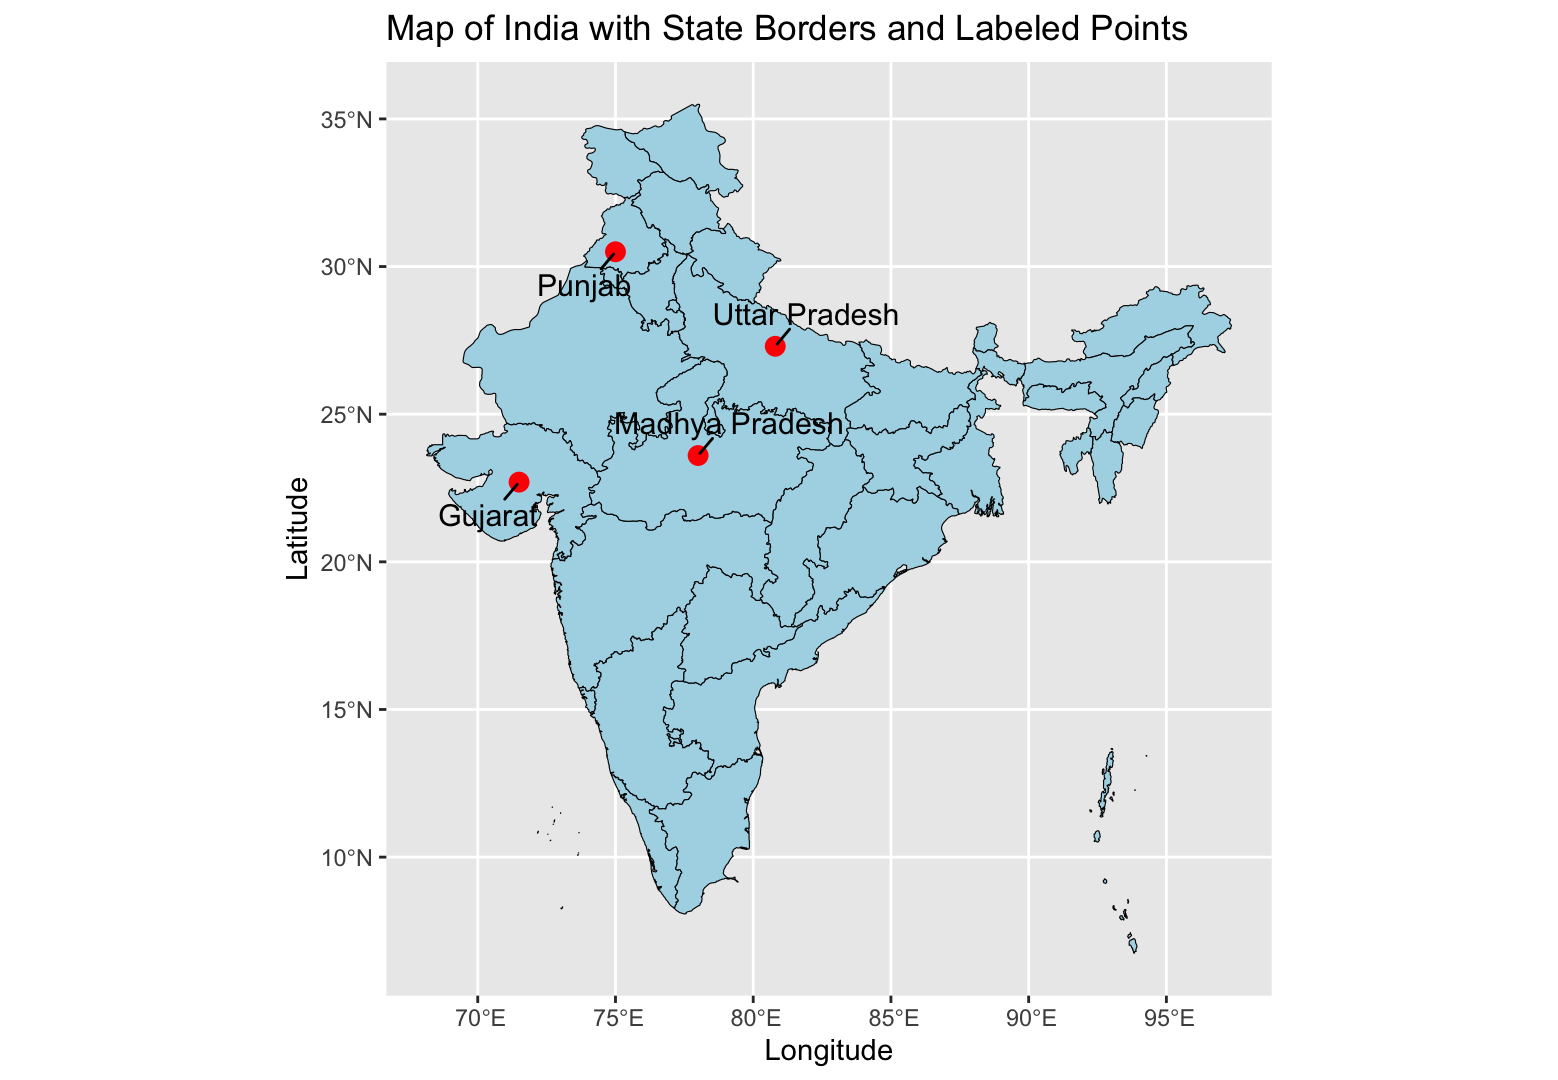 Map of India with State Borders and Labeled Points
35°N
30°N
25°N
20°N
15°N
10°N
Latitude
Punjab
Uttar Pradesh
Madhya Pradesh
Gujarat
70°E
75°E
80°E
85°E
90°E
95°E
Longitude